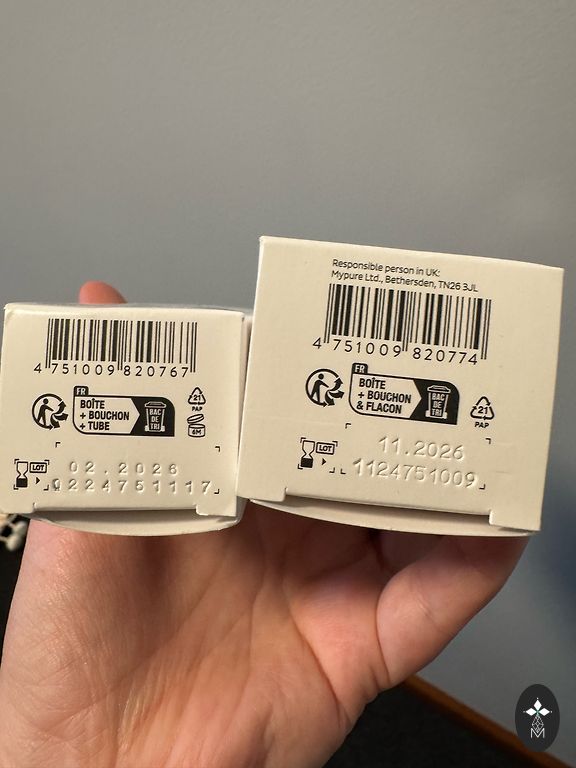 4 751009 820767
FR
BOÎTE
+ BOUCHON
+ TUBE
BAC
DE
TRI
21
PAP
6M
LOT
02.2026
0224751117
Responsible person in UK:
Mypure Ltd., Bethersden, TN26 3JL
4 751009 820774
FR
BOÎTE
+ BOUCHON
& FLACON
BAC
DE
TRI
21
PAP
LOT
11.2026
1124751009
M